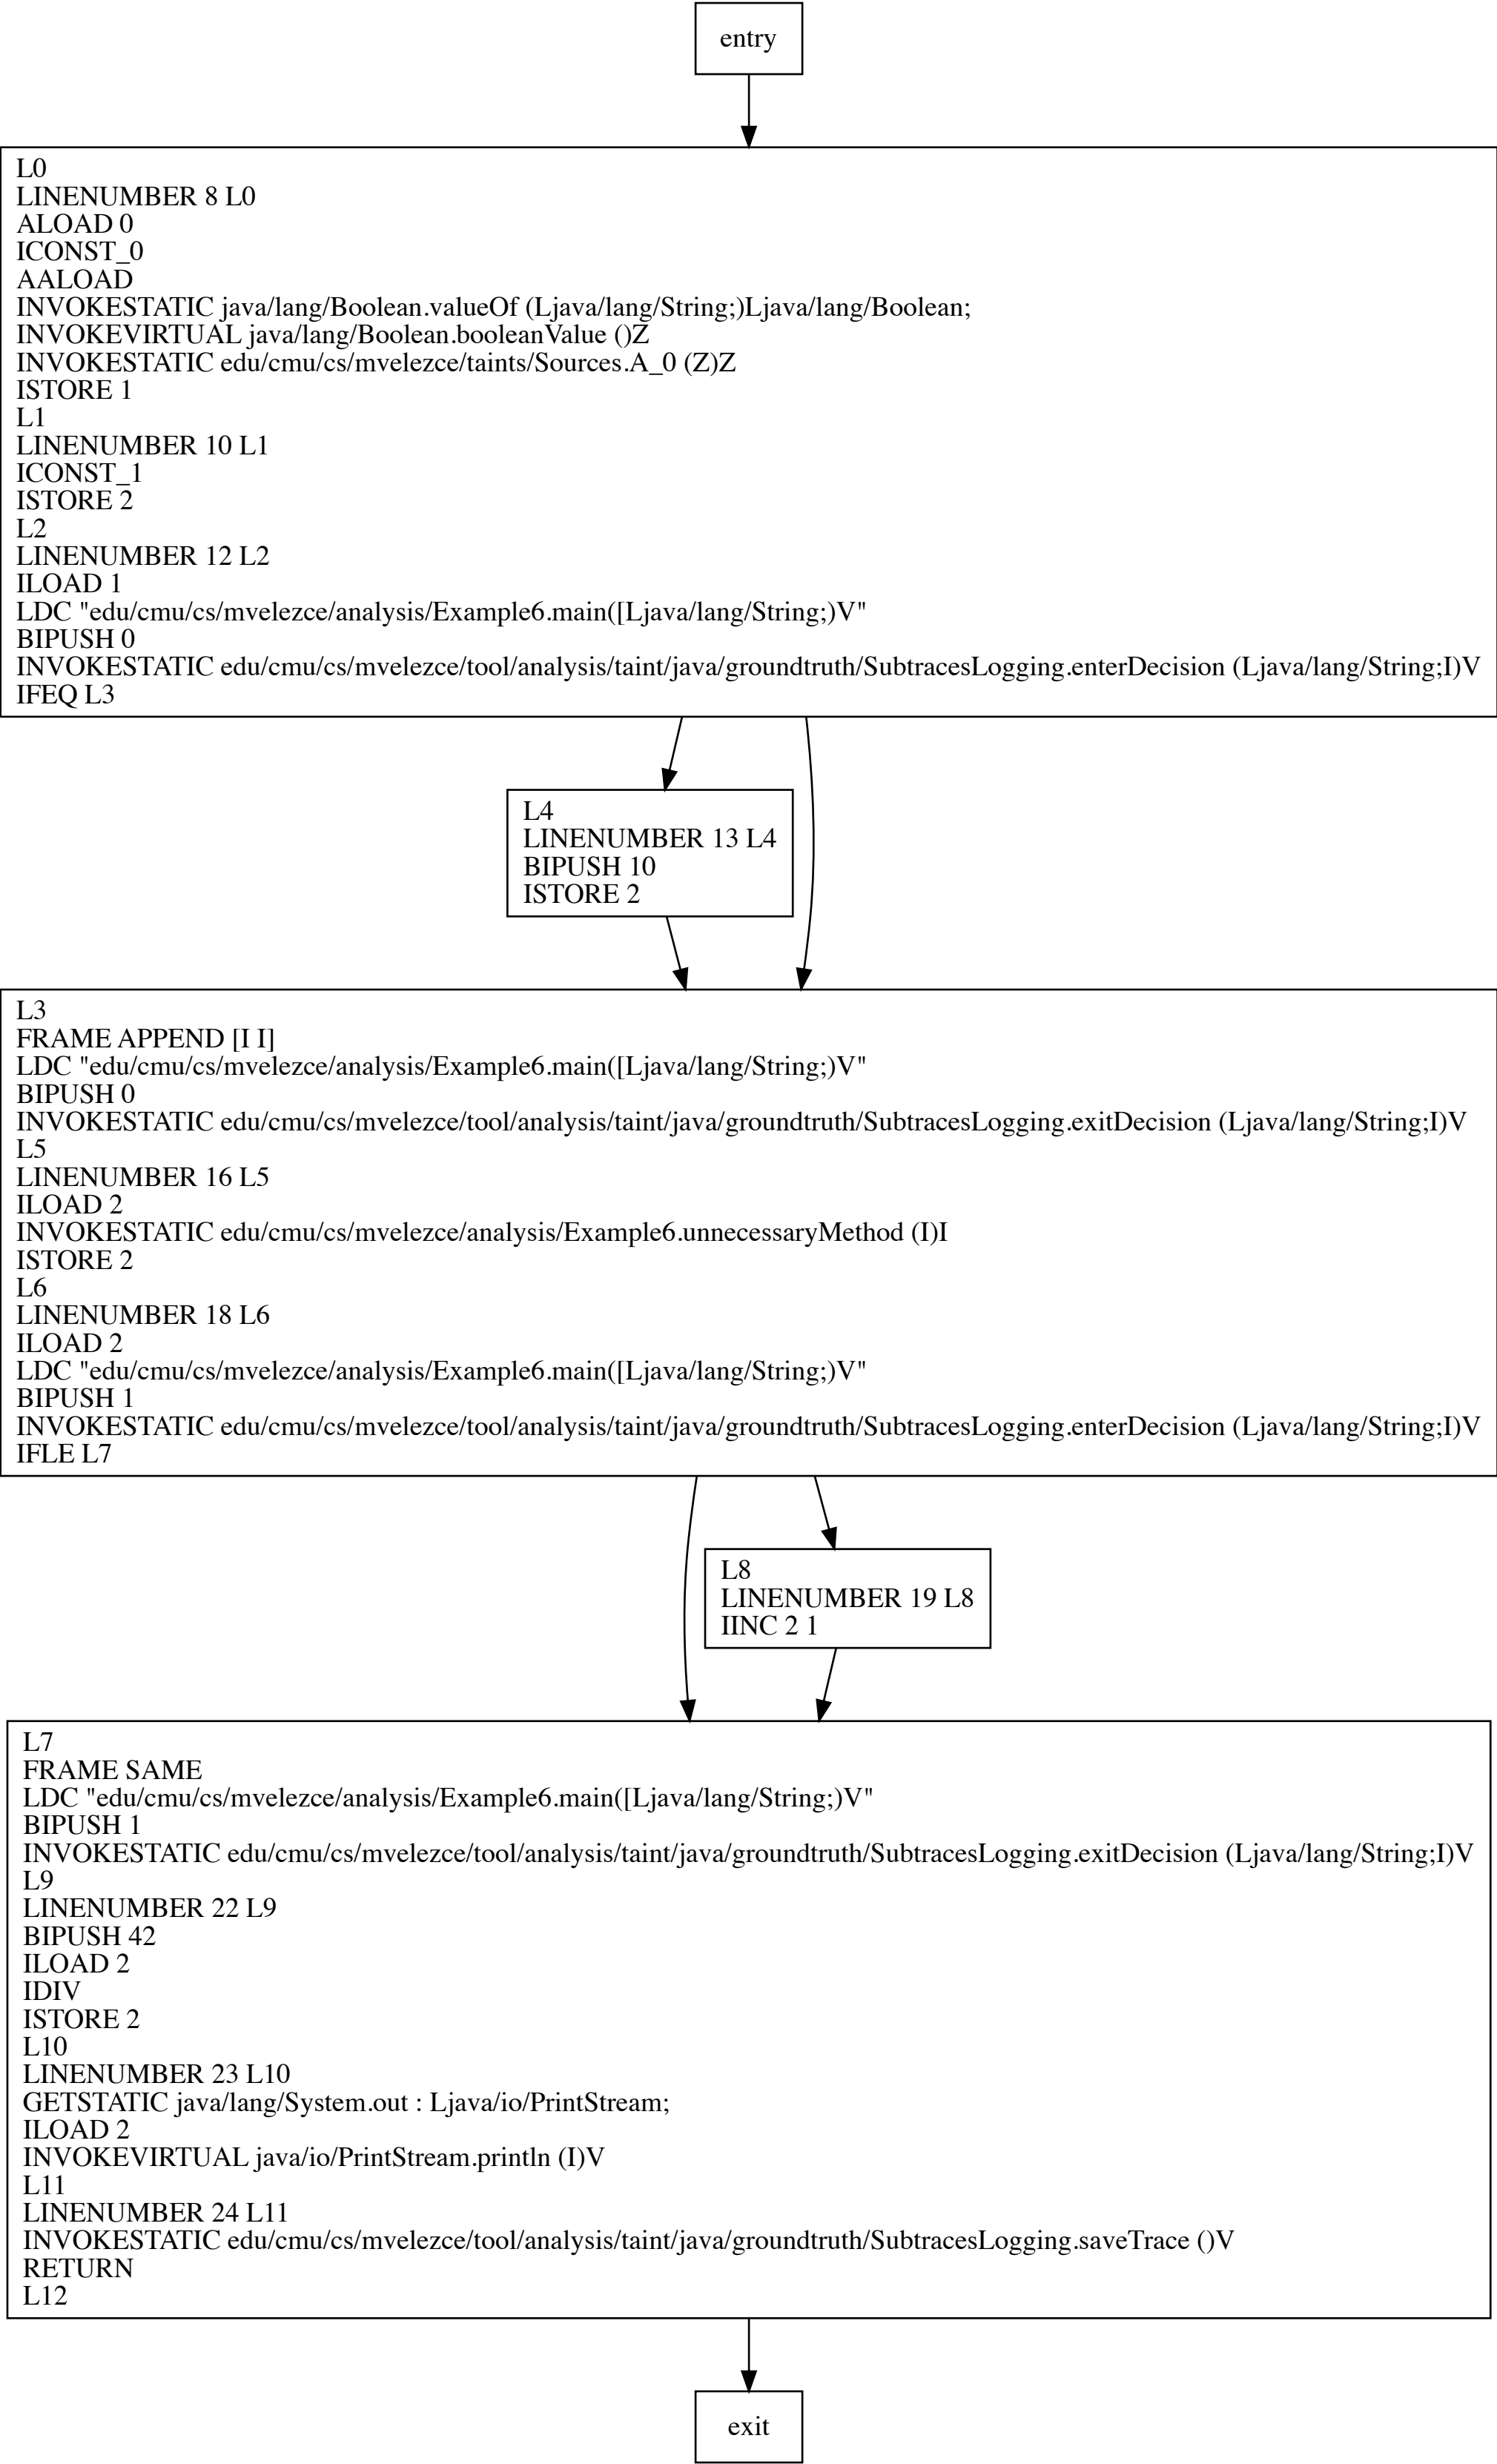 entry
L0
LINENUMBER 8 L0
ALOAD 0
ICONST_0
AALOAD
INVOKESTATIC java/lang/Boolean.valueOf (Ljava/lang/String;)Ljava/lang/Boolean;
INVOKEVIRTUAL java/lang/Boolean.booleanValue ()Z
INVOKESTATIC edu/cmu/cs/mvelezce/taints/Sources.A_0 (Z)Z
ISTORE 1
L1
LINENUMBER 10 L1
ICONST_1
ISTORE 2
L2
LINENUMBER 12 L2
ILOAD 1
LDC "edu/cmu/cs/mvelezce/analysis/Example6.main([Ljava/lang/String;)V"
BIPUSH 0
INVOKESTATIC edu/cmu/cs/mvelezce/tool/analysis/taint/java/groundtruth/SubtracesLogging.enterDecision (Ljava/lang/String;I)V
IFEQ L3
L4
LINENUMBER 13 L4
BIPUSH 10
ISTORE 2
L3
FRAME APPEND [I I]
LDC "edu/cmu/cs/mvelezce/analysis/Example6.main([Ljava/lang/String;)V"
BIPUSH 0
INVOKESTATIC edu/cmu/cs/mvelezce/tool/analysis/taint/java/groundtruth/SubtracesLogging.exitDecision (Ljava/lang/String;I)V
L5
LINENUMBER 16 L5
ILOAD 2
INVOKESTATIC edu/cmu/cs/mvelezce/analysis/Example6.unnecessaryMethod (I)I
ISTORE 2
L6
LINENUMBER 18 L6
ILOAD 2
LDC "edu/cmu/cs/mvelezce/analysis/Example6.main([Ljava/lang/String;)V"
BIPUSH 1
INVOKESTATIC edu/cmu/cs/mvelezce/tool/analysis/taint/java/groundtruth/SubtracesLogging.enterDecision (Ljava/lang/String;I)V
IFLE L7
L8
LINENUMBER 19 L8
IINC 2 1
L7
FRAME SAME
LDC "edu/cmu/cs/mvelezce/analysis/Example6.main([Ljava/lang/String;)V"
BIPUSH 1
INVOKESTATIC edu/cmu/cs/mvelezce/tool/analysis/taint/java/groundtruth/SubtracesLogging.exitDecision (Ljava/lang/String;I)V
L9
LINENUMBER 22 L9
BIPUSH 42
ILOAD 2
IDIV
ISTORE 2
L10
LINENUMBER 23 L10
GETSTATIC java/lang/System.out : Ljava/io/PrintStream;
ILOAD 2
INVOKEVIRTUAL java/io/PrintStream.println (I)V
L11
LINENUMBER 24 L11
INVOKESTATIC edu/cmu/cs/mvelezce/tool/analysis/taint/java/groundtruth/SubtracesLogging.saveTrace ()V
RETURN
L12
exit